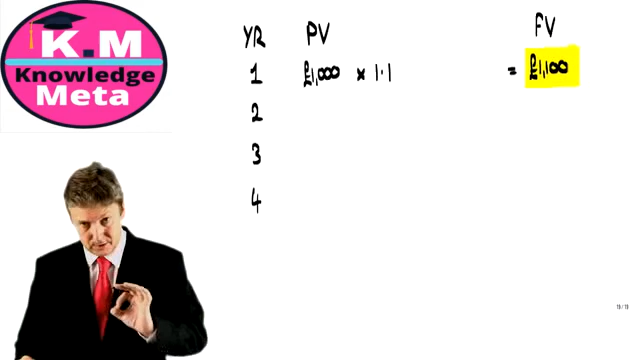 K.M
Knowledge
Meta
YR PV FV
1 £1,000 × 1.1 = £1,100
2
3
4